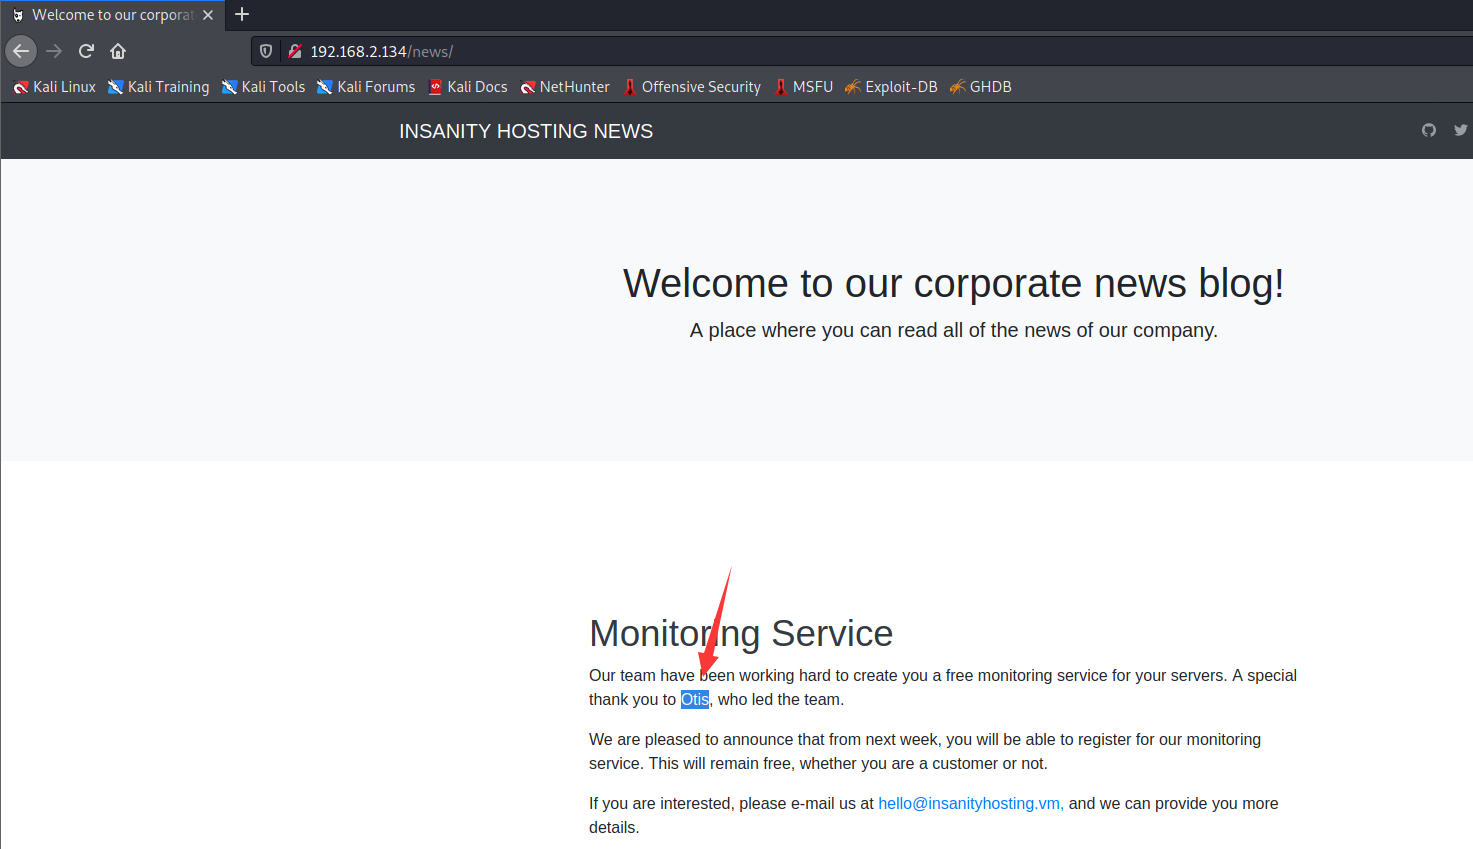 Welcome to our corporat
192.168.2.134/news/
Kali Linux Kali Training Kali Tools Kali Forums Kali Docs NetHunter Offensive Security MSFU Exploit-DB GHDB
INSANITY HOSTING NEWS
Welcome to our corporate news blog!
A place where you can read all of the news of our company.
Monitoring Service
Our team have been working hard to create you a free monitoring service for your servers. A special
thank you to Otis, who led the team.
We are pleased to announce that from next week, you will be able to register for our monitoring
service. This will remain free, whether you are a customer or not.
If you are interested, please e-mail us at hello@insanityhosting.vm, and we can provide you more
details.